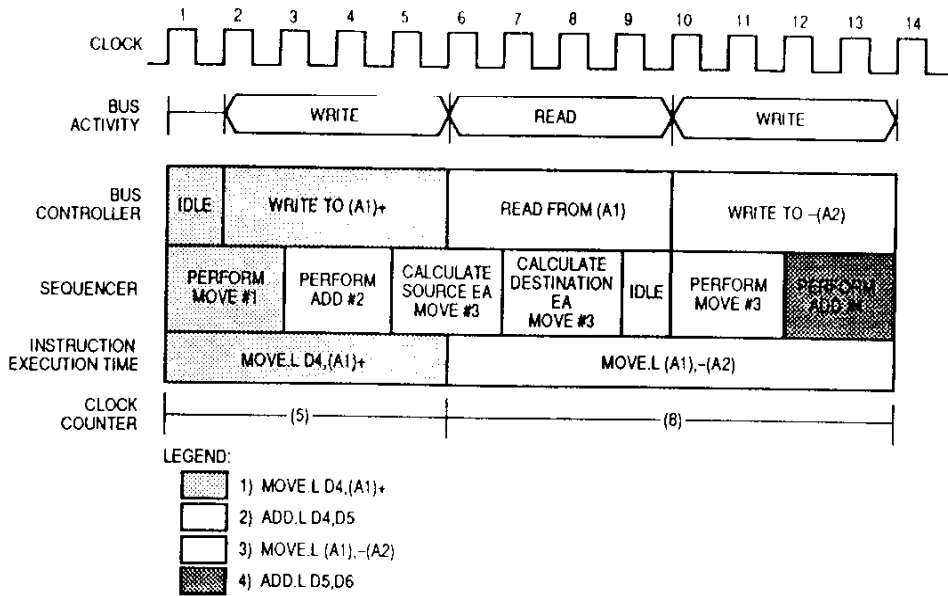 1 2 3 4 5 6 7 8 9 10 11 12 13 14
CLOCK
BUS ACTIVITY
WRITE READ WRITE
BUS CONTROLLER
IDLE WRITE TO (A1)+ READ FROM (A1) WRITE TO –(A2)
SEQUENCER
PERFORM MOVE #1
PERFORM ADD #2
CALCULATE SOURCE EA MOVE #3
CALCULATE DESTINATION EA MOVE #3
IDLE
PERFORM MOVE #3
PERFORM ADD #4
INSTRUCTION EXECUTION TIME
MOVE.L D4,(A1)+ MOVE.L (A1),–(A2)
CLOCK COUNTER
(5) (8)
LEGEND:
1) MOVE.L D4,(A1)+
2) ADD.L D4,D5
3) MOVE.L (A1),–(A2)
4) ADD.L D5,D6